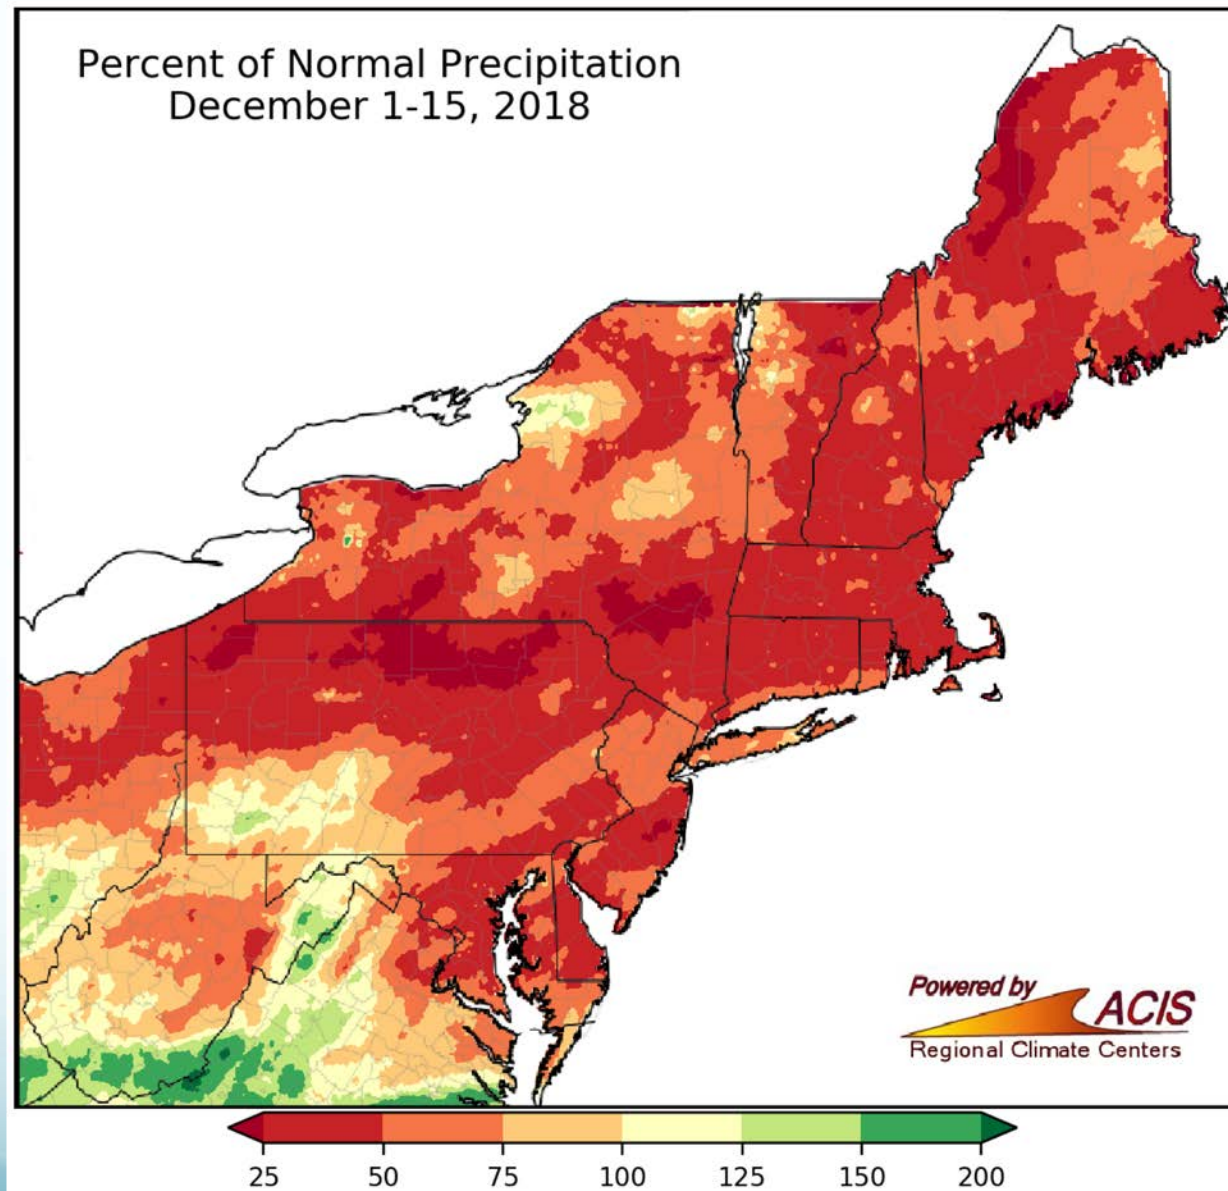 Percent of Normal Precipitation
December 1-15, 2018
Powered by
ACIS
Regional Climate Centers
25 50 75 100 125 150 200